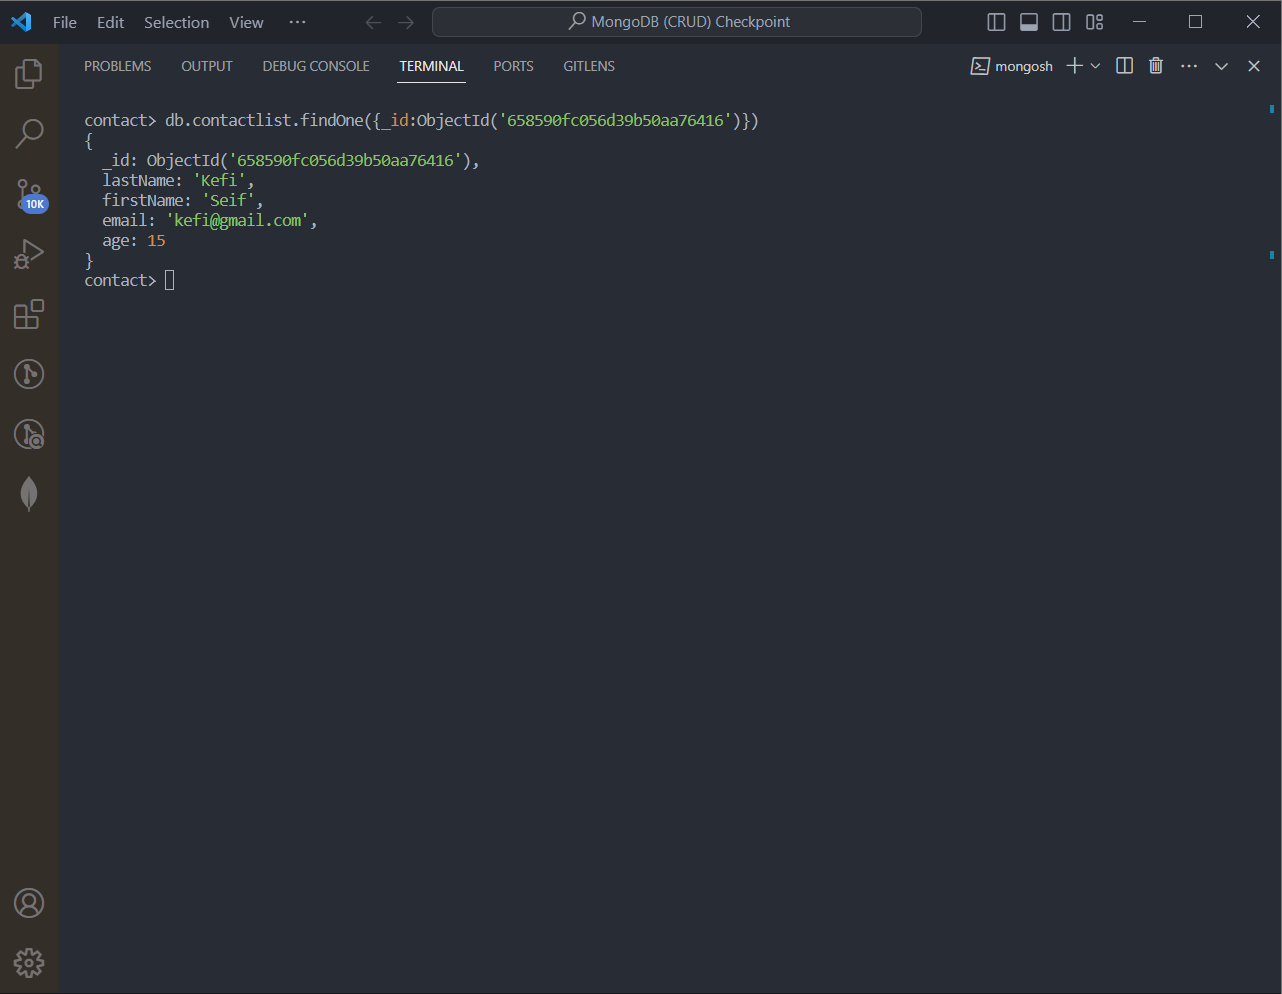 File Edit Selection View ··· MongoDB (CRUD) Checkpoint
PROBLEMS OUTPUT DEBUG CONSOLE TERMINAL PORTS GITLENS mongosh
contact> db.contactlist.findOne({_id:ObjectId('658590fc056d39b50aa76416')})
{
  _id: ObjectId('658590fc056d39b50aa76416'),
  lastName: 'Kefi',
  firstName: 'Seif',
  email: 'kefi@gmail.com',
  age: 15
}
contact>
10K